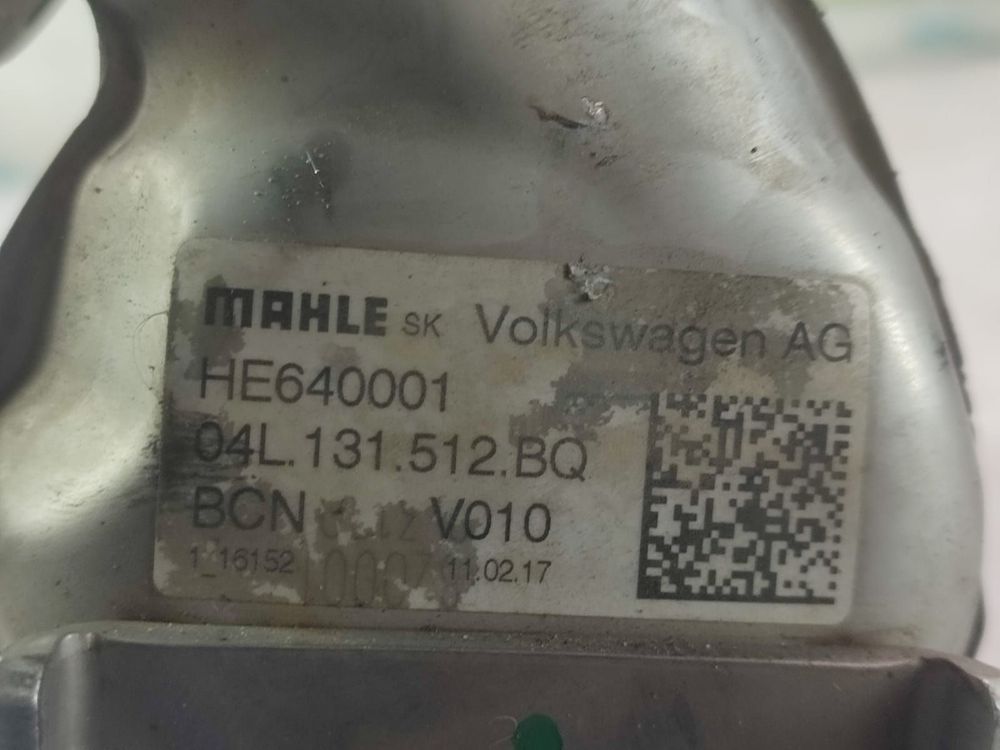 MAHLE SK Volkswagen AG
HE640001
04L.131.512.BQ
BCN V010
1_16152 11.02.17